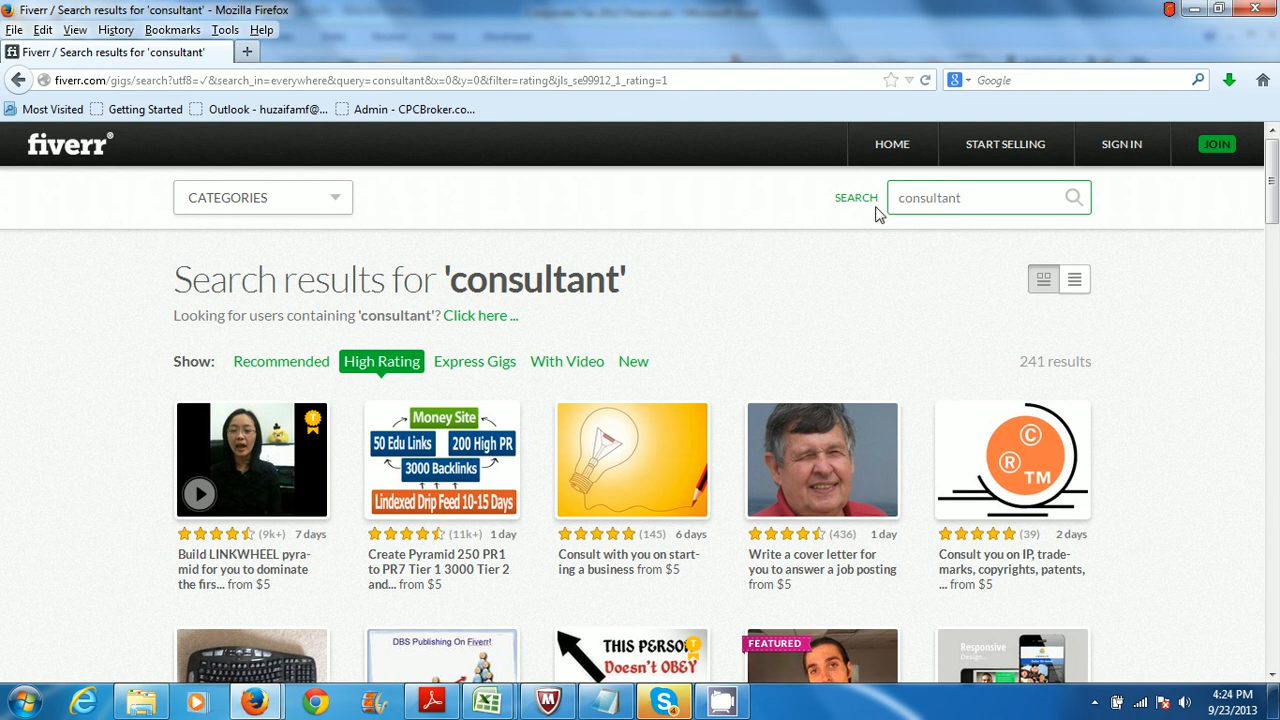 Fiverr / Search results for 'consultant' - Mozilla Firefox
File Edit View History Bookmarks Tools Help
Fiverr / Search results for 'consultant' +
fiverr.com/gigs/search?utf8=✓&search_in=everywhere&query=consultant&x=0&y=0&filter=rating&jls_se99912_1_rating=1
Google
Most Visited Getting Started Outlook - huzaifamf@... Admin - CPCBroker.co...
fiverr®
HOME START SELLING SIGN IN JOIN
CATEGORIES SEARCH consultant
Search results for 'consultant'
Looking for users containing 'consultant'? Click here ...
Show: Recommended High Rating Express Gigs With Video New 241 results
T
Money Site
50 Edu Links 200 High PR
3000 Backlinks
Lindexed Drip Feed 10-15 Days
© ® TM
(9k+) 7 days (11k+) 1 day (145) 6 days (436) 1 day (39) 2 days
Build LINKWHEEL pyra-
mid for you to dominate
the firs... from $5
Create Pyramid 250 PR1
to PR7 Tier 1 3000 Tier 2
and... from $5
Consult with you on start-
ing a business from $5
Write a cover letter for
you to answer a job posting
from $5
Consult you on IP, trade-
marks, copyrights, patents,
... from $5
DBS Publishing On Fiverr!
THIS PERSON
Doesn't OBEY
T
FEATURED
Responsive
Design...
4:24 PM
9/23/2013